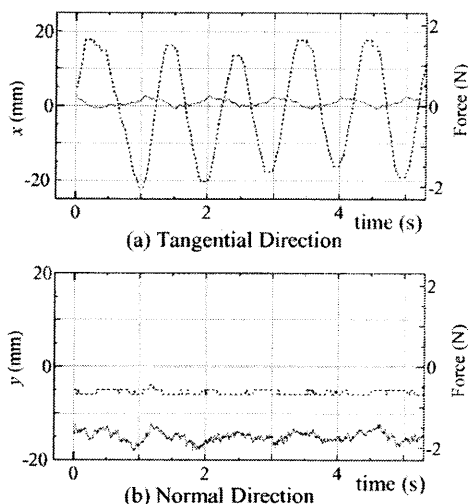 20
2
x (mm)
0
0
Force (N)
-20
-2
0
2
4
time (s)
(a) Tangential Direction
20
2
y (mm)
0
0
Force (N)
-20
-2
0
2
4
time (s)
(b) Normal Direction